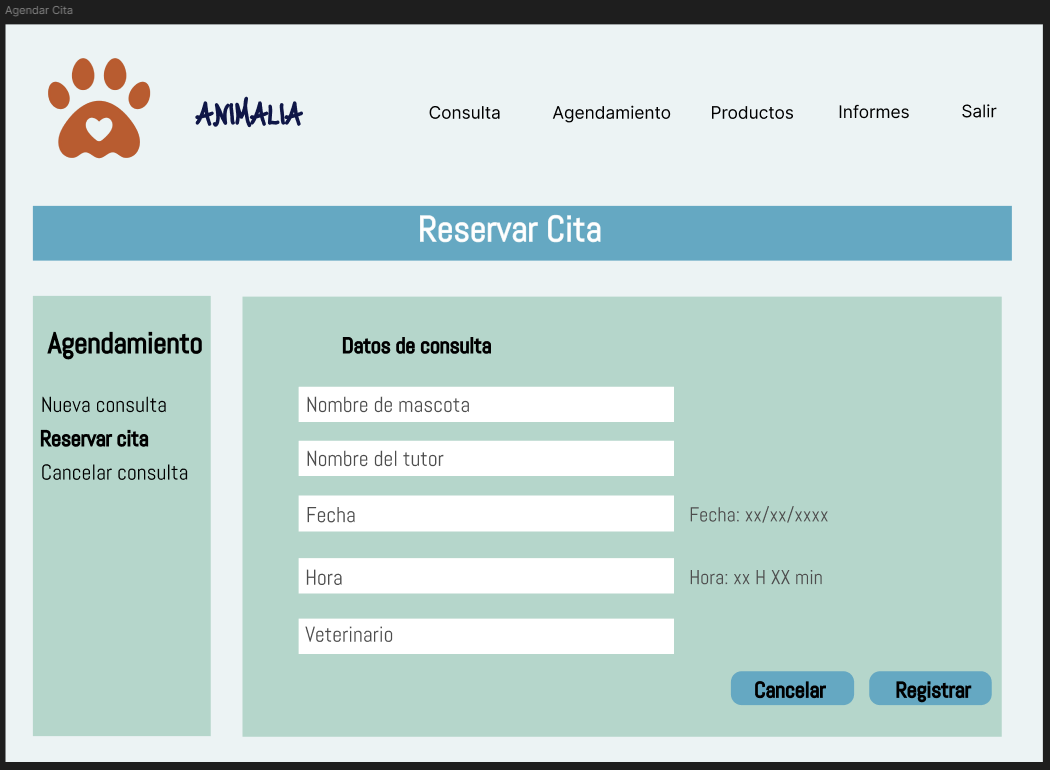 Agendar Cita
ANIMALIA
Consulta Agendamiento Productos Informes Salir
Reservar Cita
Agendamiento
Nueva consulta
Reservar cita
Cancelar consulta
Datos de consulta
Nombre de mascota
Nombre del tutor
Fecha
Fecha: xx/xx/xxxx
Hora
Hora: xx H XX min
Veterinario
Cancelar
Registrar